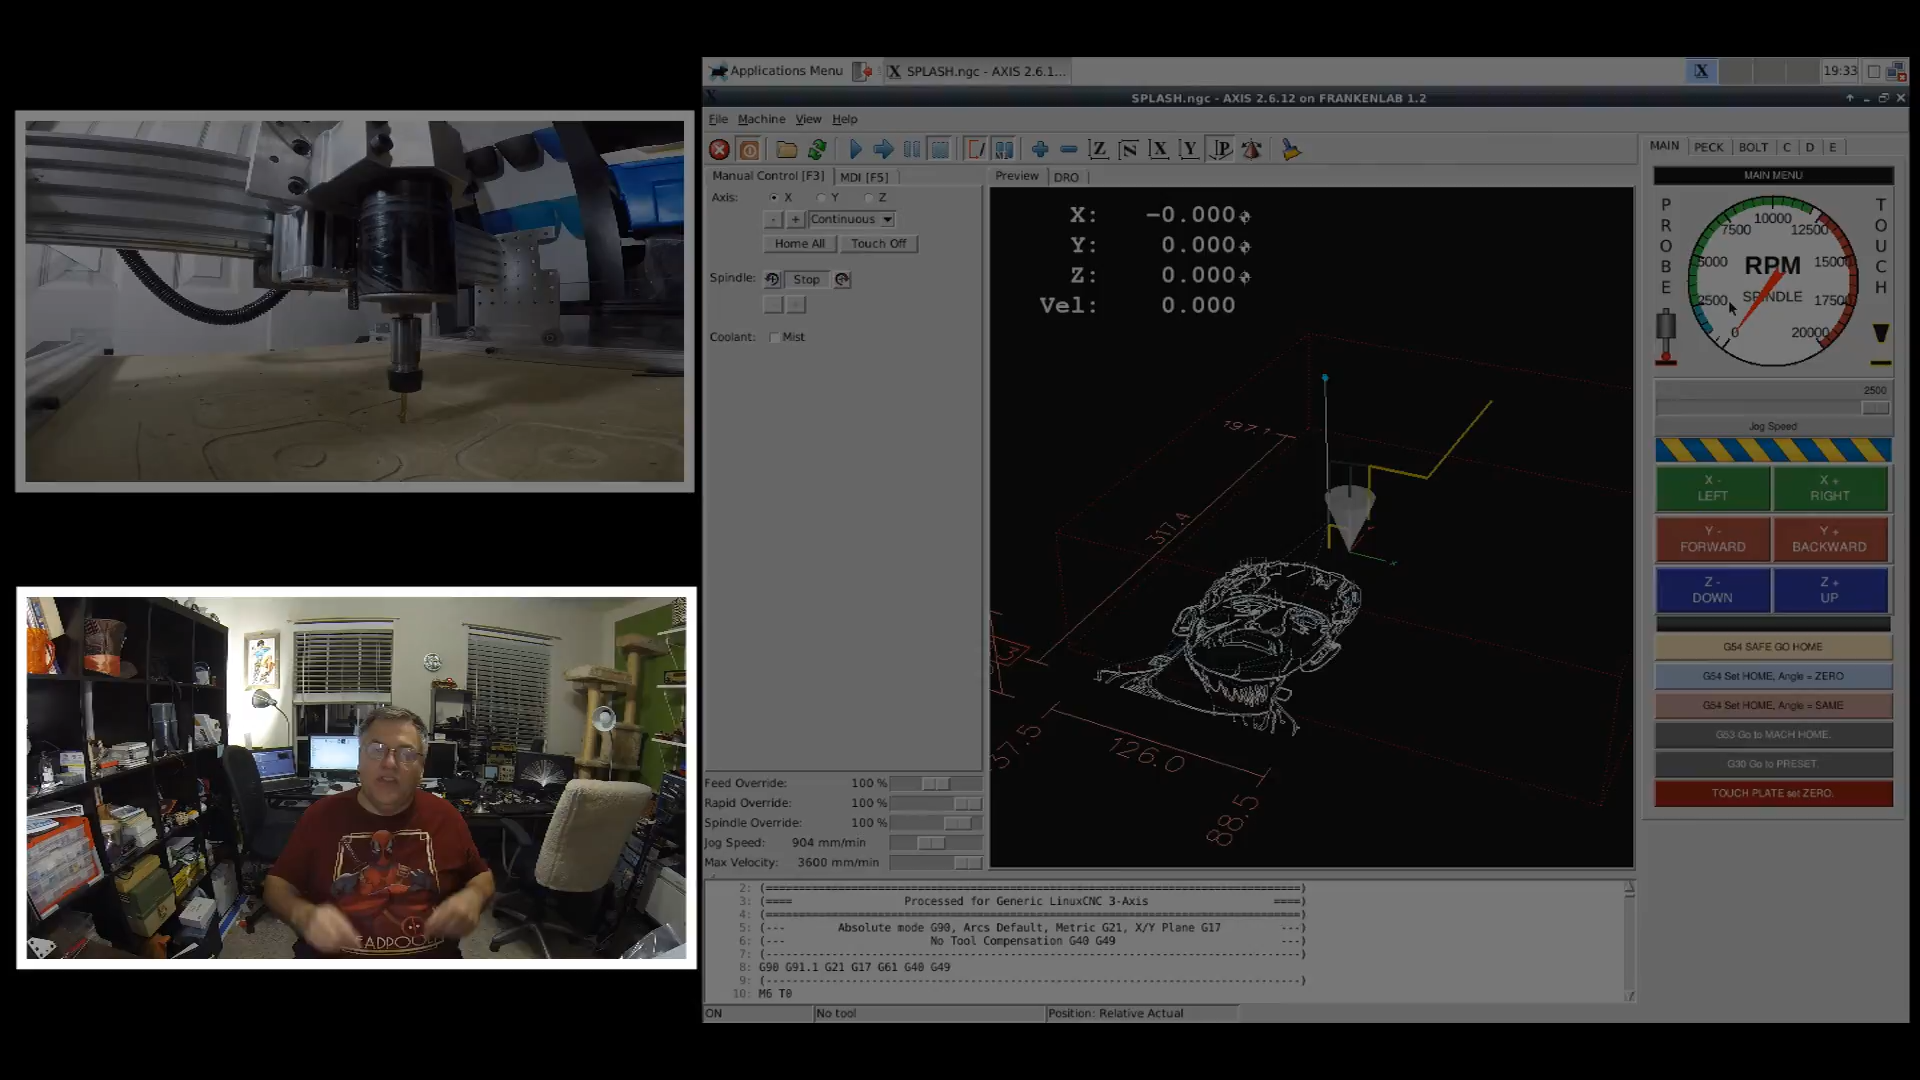 Applications Menu
SPLASH.ngc - AXIS 2.6.1...
19:33
SPLASH.ngc - AXIS 2.6.12 on FRANKENLAB 1.2
File Machine View Help
Manual Control [F3]
MDI [F5]
Axis: X Y Z
- + Continuous
Home All
Touch Off
Spindle: Stop
Coolant: Mist
Feed Override: 100 %
Rapid Override: 100 %
Spindle Override: 100 %
Jog Speed: 904 mm/min
Max Velocity: 3600 mm/min
Preview
DRO
X: -0.000
Y: 0.000
Z: 0.000
Vel: 0.000
197.1
317.4
126.0
88.5
MAIN PECK BOLT C D E
MAIN MENU
PROBE
TOUCH
0
2500
5000
7500
10000
12500
15000
17500
20000
RPM
SPINDLE
2500
Jog Speed
X -
LEFT
X +
RIGHT
Y -
FORWARD
Y +
BACKWARD
Z -
DOWN
Z +
UP
G54 SAFE GO HOME
G54 Set HOME, Angle = ZERO
G54 Set HOME, Angle = SAME
G53 Go to MACH HOME.
G30 Go to PRESET.
TOUCH PLATE set ZERO.
2: (==================================================================================)
3: (==== Processed for Generic LinuxCNC 3-Axis ====)
4: (==================================================================================)
5: (--- Absolute mode G90, Arcs Default, Metric G21, X/Y Plane G17 ---)
6: (--- No Tool Compensation G40 G49 ---)
7: (----------------------------------------------------------------------------------)
8: G90 G91.1 G21 G17 G61 G40 G49
9: (----------------------------------------------------------------------------------)
10: M6 T0
ON
No tool
Position: Relative Actual
EADPOOL